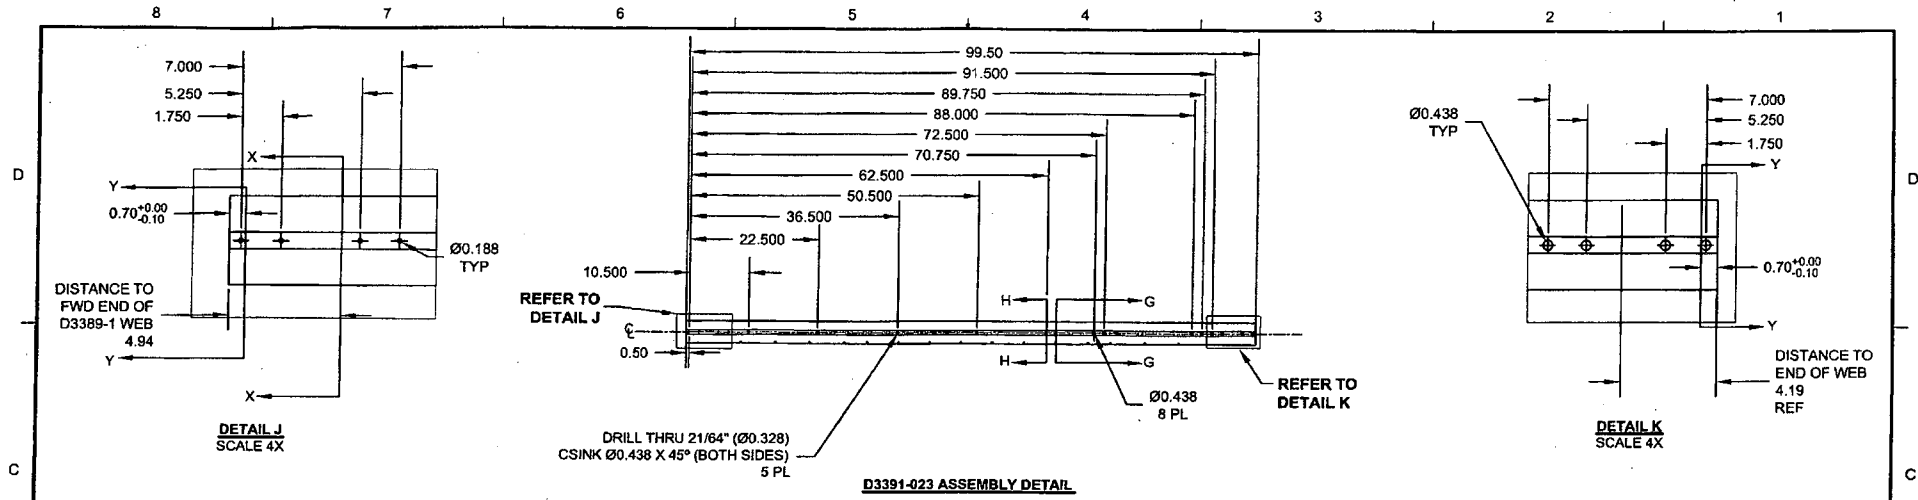 8 7 6 5 4 3 2 1
D
C
D
C
7.000
5.250
1.750
X
Y
0.70 +0.00 -0.10
Ø0.188
TYP
DISTANCE TO
FWD END OF
D3389-1 WEB
4.94
Y
X
DETAIL J
SCALE 4X
99.50
91.500
89.750
88.000
72.500
70.750
62.500
50.500
36.500
22.500
10.500
REFER TO
DETAIL J
H
G
℄
0.50
H
G
REFER TO
DETAIL K
Ø0.438
8 PL
DRILL THRU 21/64" (Ø0.328)
CSINK Ø0.438 X 45° (BOTH SIDES)
5 PL
D3391-023 ASSEMBLY DETAIL
Ø0.438
TYP
7.000
5.250
1.750
Y
0.70 +0.00 -0.10
Y
DISTANCE TO
END OF WEB
4.19
REF
DETAIL K
SCALE 4X